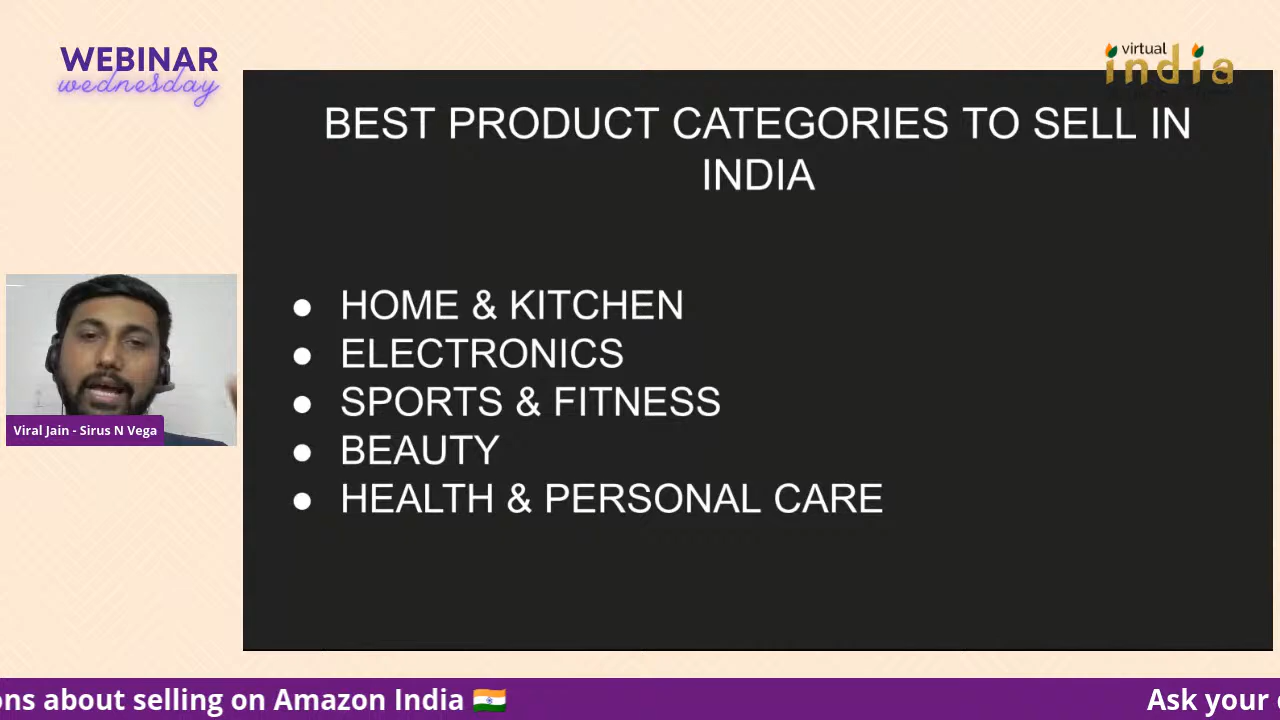 WEBINAR
wednesday
virtual
india
BEST PRODUCT CATEGORIES TO SELL IN
INDIA
● HOME & KITCHEN
● ELECTRONICS
● SPORTS & FITNESS
● BEAUTY
● HEALTH & PERSONAL CARE
Viral Jain - Sirus N Vega
ons about selling on Amazon India 🇮🇳 Ask your